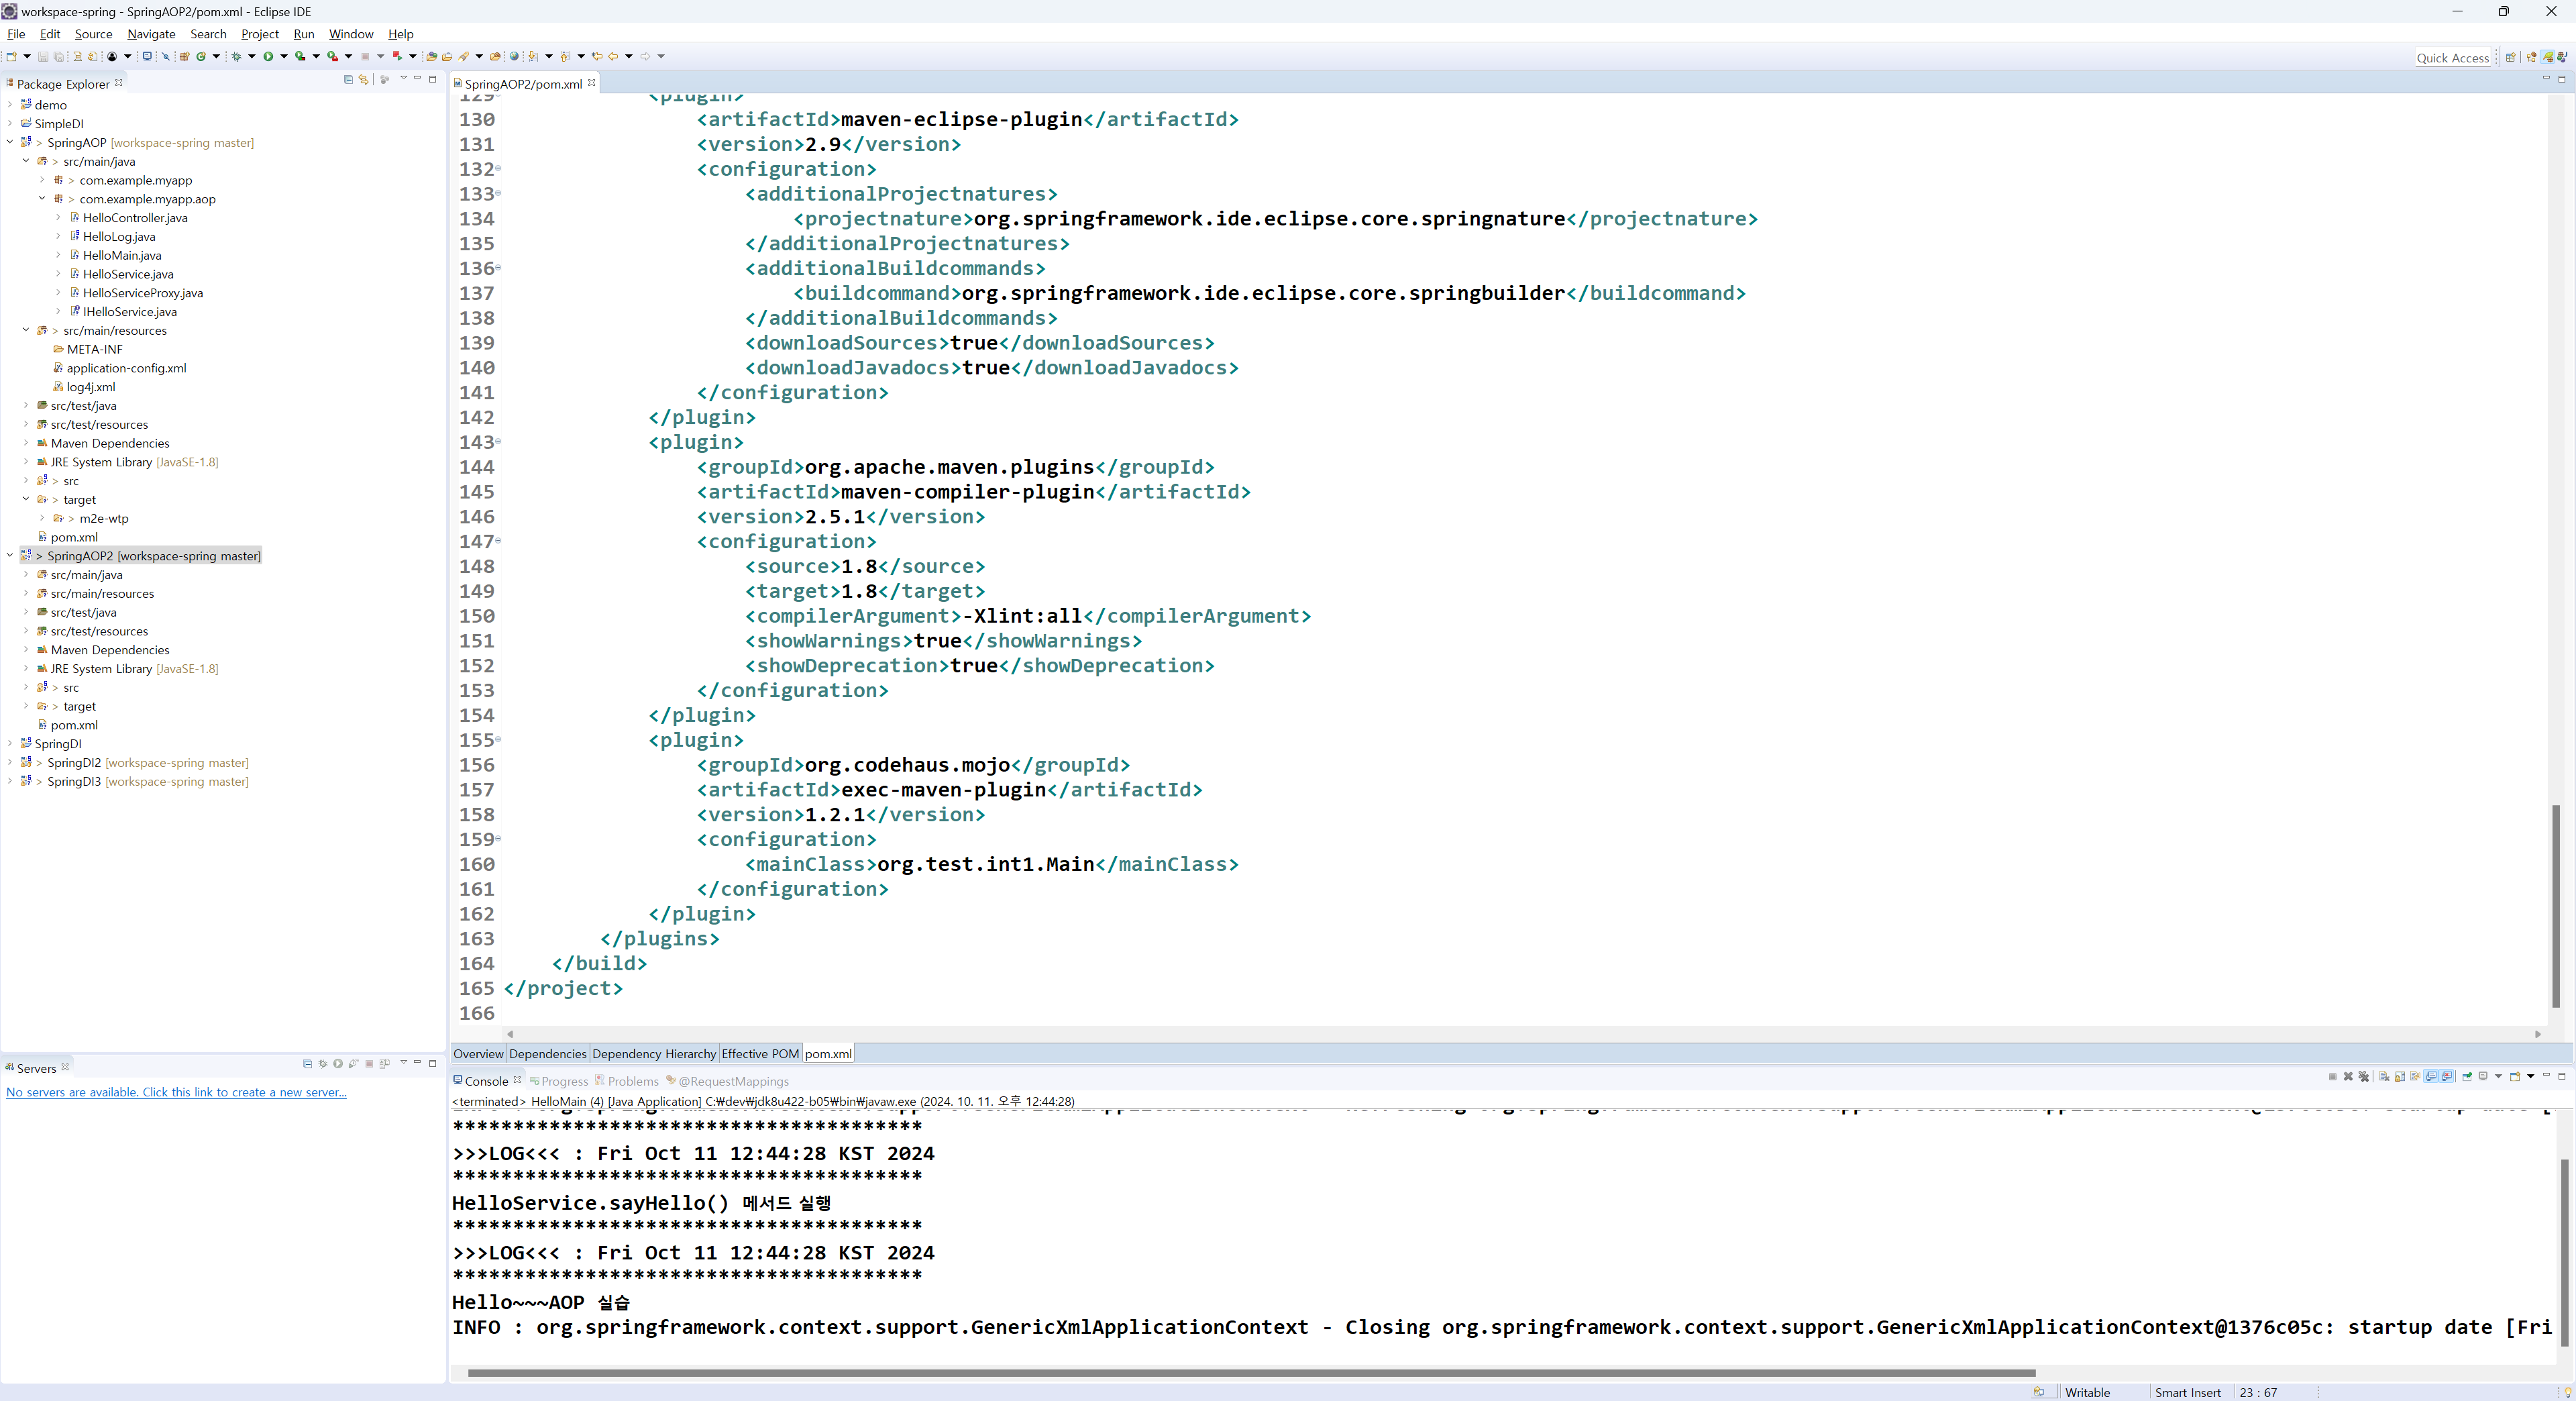 workspace-spring - SpringAOP2/pom.xml - Eclipse IDE
File Edit Source Navigate Search Project Run Window Help
Quick Access
Package Explorer
demo
SimpleDI
> SpringAOP [workspace-spring master]
> src/main/java
> com.example.myapp
> com.example.myapp.aop
HelloController.java
HelloLog.java
HelloMain.java
HelloService.java
HelloServiceProxy.java
IHelloService.java
> src/main/resources
META-INF
application-config.xml
log4j.xml
src/test/java
src/test/resources
Maven Dependencies
JRE System Library [JavaSE-1.8]
> src
> target
> m2e-wtp
pom.xml
> SpringAOP2 [workspace-spring master]
src/main/java
src/main/resources
src/test/java
src/test/resources
Maven Dependencies
JRE System Library [JavaSE-1.8]
> src
> target
pom.xml
SpringDI
> SpringDI2 [workspace-spring master]
> SpringDI3 [workspace-spring master]
Servers
No servers are available. Click this link to create a new server...
SpringAOP2/pom.xml
129 <plugin>
130 <artifactId>maven-eclipse-plugin</artifactId>
131 <version>2.9</version>
132 <configuration>
133 <additionalProjectnatures>
134 <projectnature>org.springframework.ide.eclipse.core.springnature</projectnature>
135 </additionalProjectnatures>
136 <additionalBuildcommands>
137 <buildcommand>org.springframework.ide.eclipse.core.springbuilder</buildcommand>
138 </additionalBuildcommands>
139 <downloadSources>true</downloadSources>
140 <downloadJavadocs>true</downloadJavadocs>
141 </configuration>
142 </plugin>
143 <plugin>
144 <groupId>org.apache.maven.plugins</groupId>
145 <artifactId>maven-compiler-plugin</artifactId>
146 <version>2.5.1</version>
147 <configuration>
148 <source>1.8</source>
149 <target>1.8</target>
150 <compilerArgument>-Xlint:all</compilerArgument>
151 <showWarnings>true</showWarnings>
152 <showDeprecation>true</showDeprecation>
153 </configuration>
154 </plugin>
155 <plugin>
156 <groupId>org.codehaus.mojo</groupId>
157 <artifactId>exec-maven-plugin</artifactId>
158 <version>1.2.1</version>
159 <configuration>
160 <mainClass>org.test.int1.Main</mainClass>
161 </configuration>
162 </plugin>
163 </plugins>
164 </build>
165 </project>
166
Overview Dependencies Dependency Hierarchy Effective POM pom.xml
Console Progress Problems @RequestMappings
<terminated> HelloMain (4) [Java Application] C:₩dev₩jdk8u422-b05₩bin₩javaw.exe (2024. 10. 11. 오후 12:44:28)
***************************************
>>>LOG<<< : Fri Oct 11 12:44:28 KST 2024
***************************************
HelloService.sayHello() 메서드 실행
***************************************
>>>LOG<<< : Fri Oct 11 12:44:28 KST 2024
***************************************
Hello~~~AOP 실습
INFO : org.springframework.context.support.GenericXmlApplicationContext - Closing org.springframework.context.support.GenericXmlApplicationContext@1376c05c: startup date [Fri
Writable Smart Insert 23 : 67